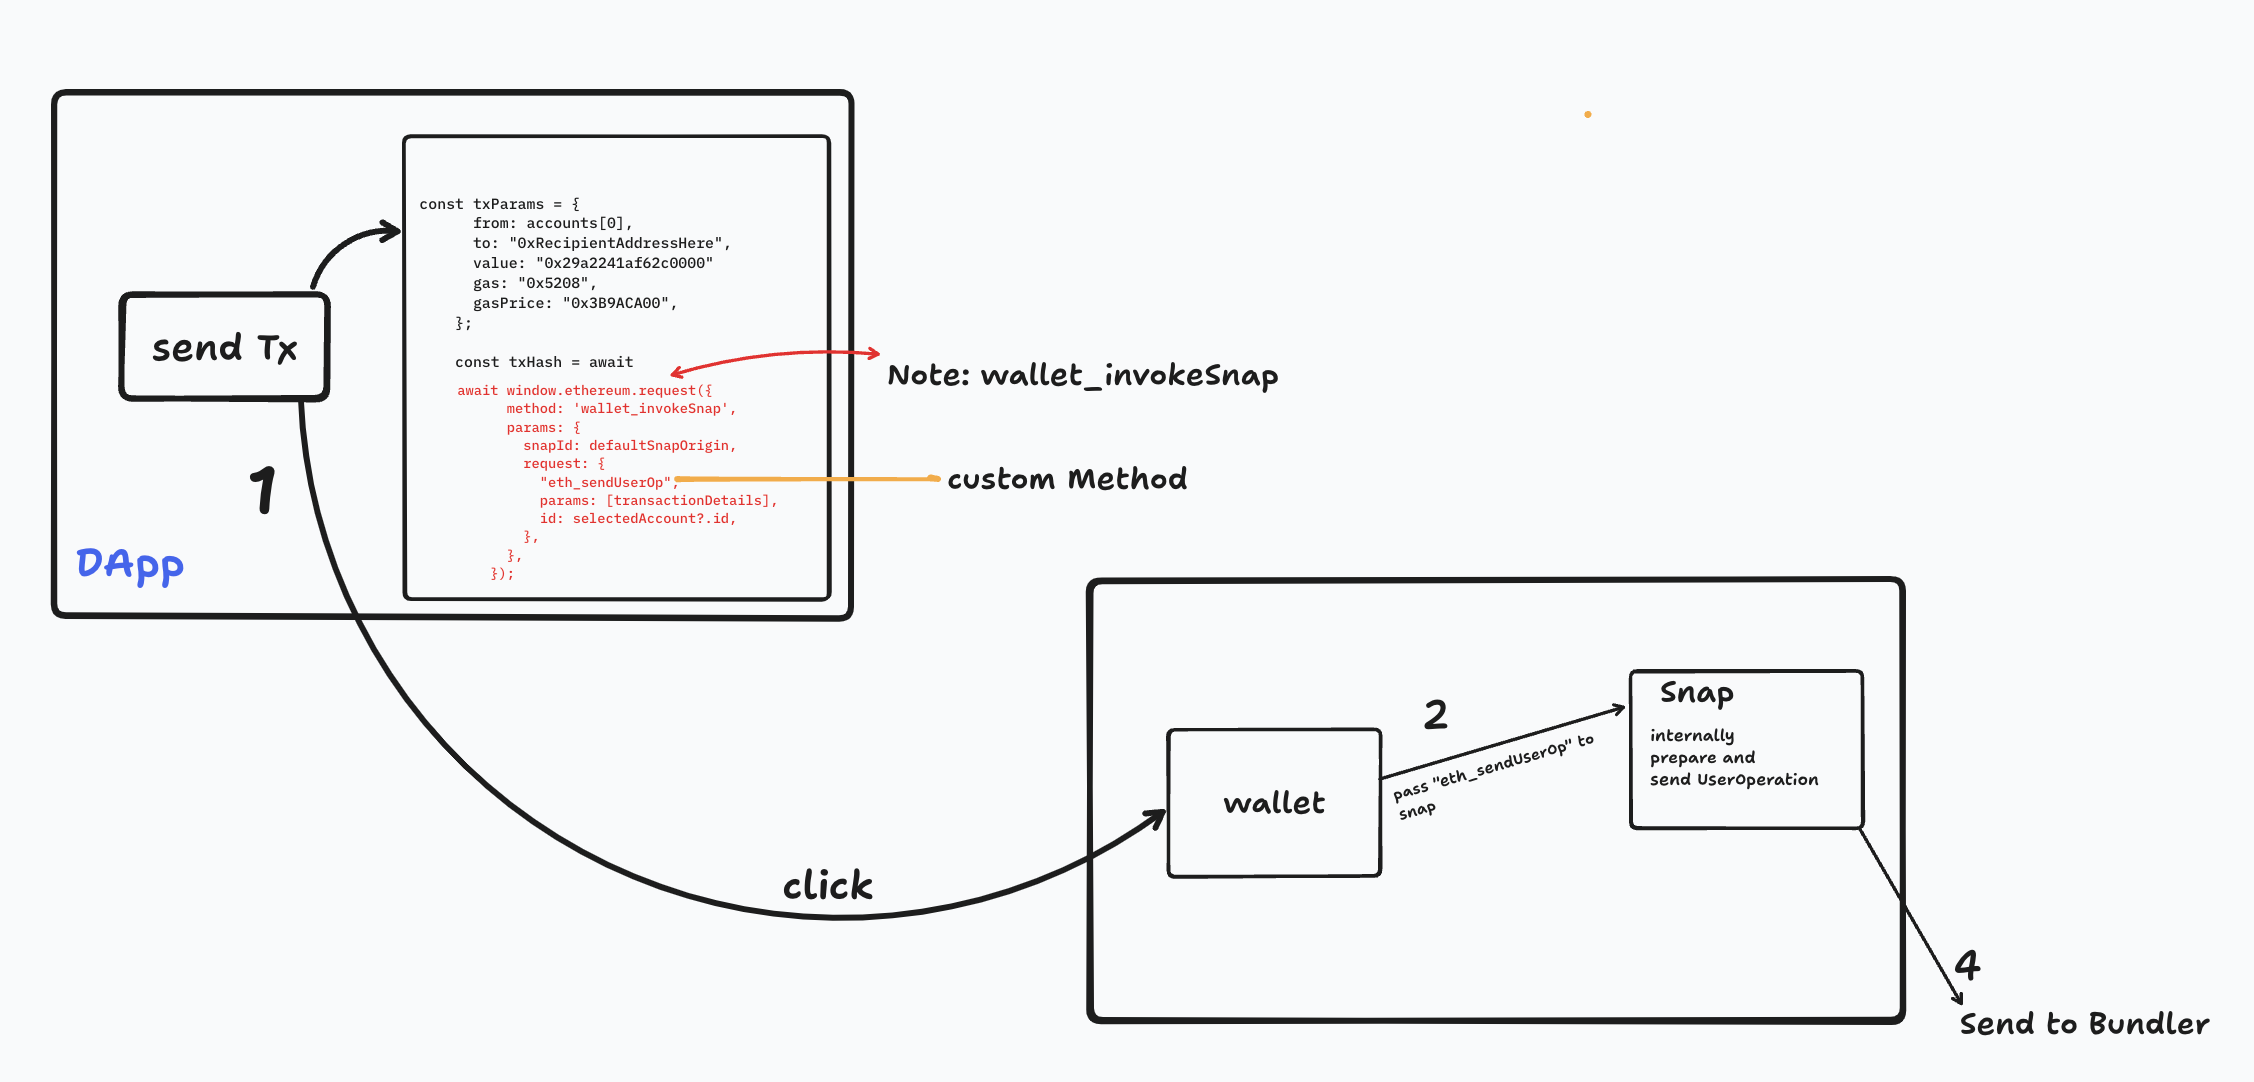 const txParams = {
from: accounts[0],
to: "0xRecipientAddressHere",
value: "0x29a2241af62c0000"
gas: "0x5208",
gasPrice: "0x3B9ACA00",
};
const txHash = await
await window.ethereum.request({
method: 'wallet_invokeSnap',
params: {
snapId: defaultSnapOrigin,
request: {
"eth_sendUserOp",
params: [transactionDetails],
id: selectedAccount?.id,
},
},
});
send Tx
1
DApp
Note: wallet_invokeSnap
custom Method
click
wallet
2
pass "eth_sendUserOp" to
snap
Snap
internally
prepare and
send UserOperation
4
Send to Bundler